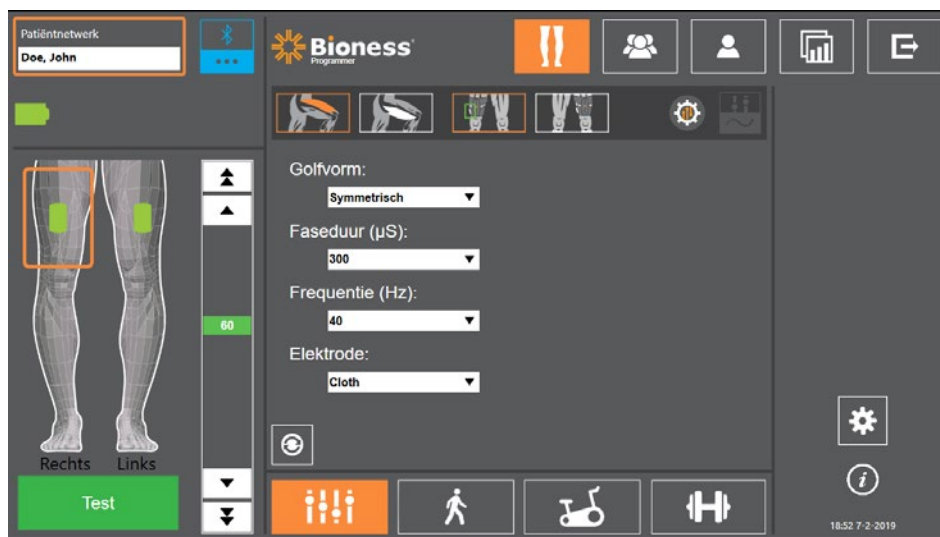 Patiëntnetwerk
Doe, John
Bioness
Programmer
Golfvorm:
Symmetrisch
Faseduur (µS):
300
Frequentie (Hz):
40
Elektrode:
Cloth
60
Rechts Links
Test
i
18:52 7-2-2019